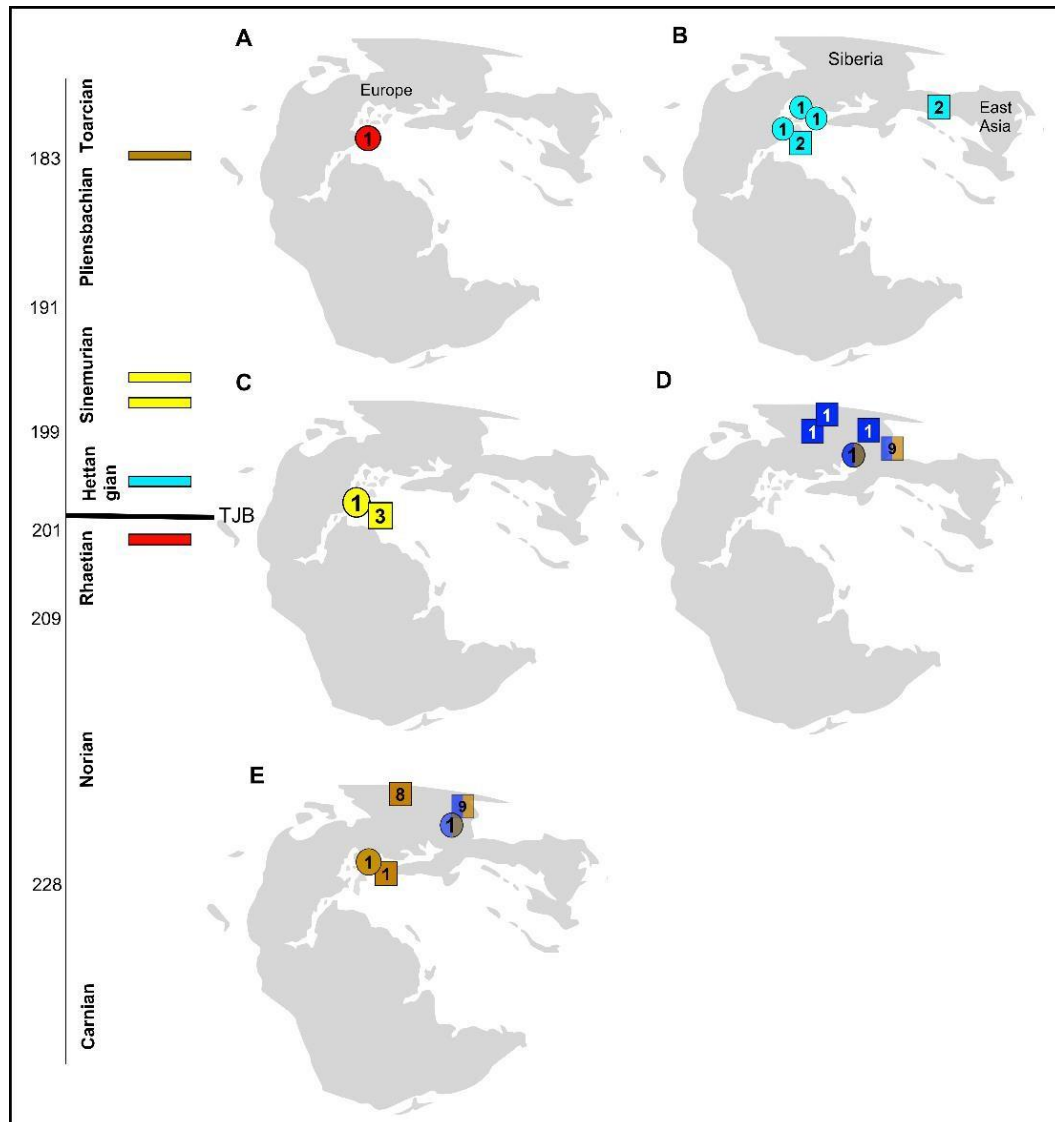 Toarcian
183
Pliensbachian
191
Sinemurian
199
Hettan
gian
TJB
201
Rhaetian
209
Norian
228
Carnian
A
Europe
1
B
Siberia
East
Asia
1
1
1
2
2
C
1
3
D
1
1
1
1
9
E
8
9
1
1
1